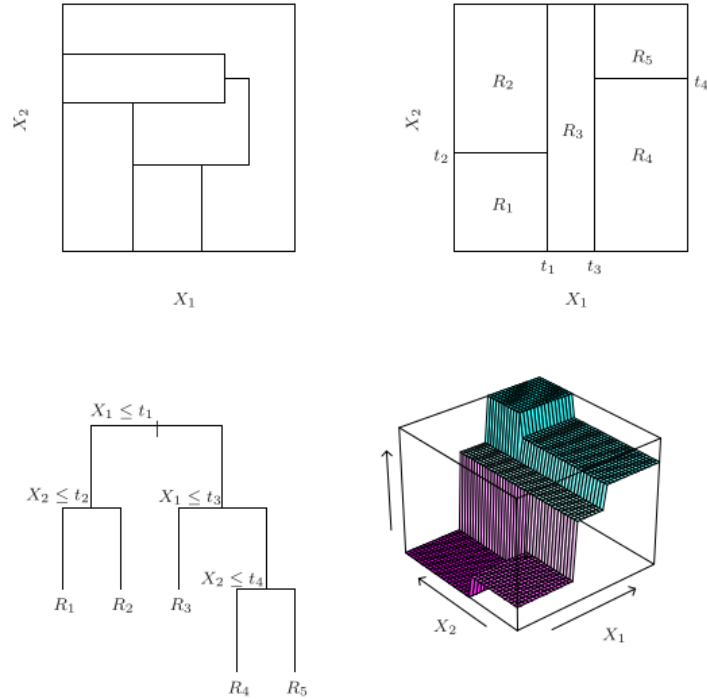 X₂
X₁
X₂
R₂
R₅
t₄
R₃
t₂
R₄
R₁
t₁
t₃
X₁
X₁ ≤ t₁
X₂ ≤ t₂
X₁ ≤ t₃
X₂ ≤ t₄
R₁
R₂
R₃
R₄
R₅
X₂
X₁